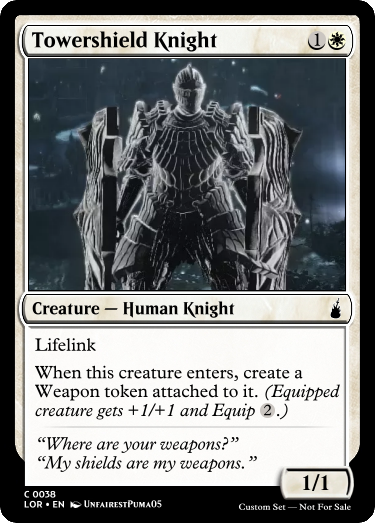 Towershield Knight 1
Creature — Human Knight
Lifelink
When this creature enters, create a
Weapon token attached to it. (Equipped
creature gets +1/+1 and Equip 2.)
“Where are your weapons?”
“My shields are my weapons.”
1/1
C 0038
LOR • EN UnfairestPuma05
Custom Set — Not For Sale